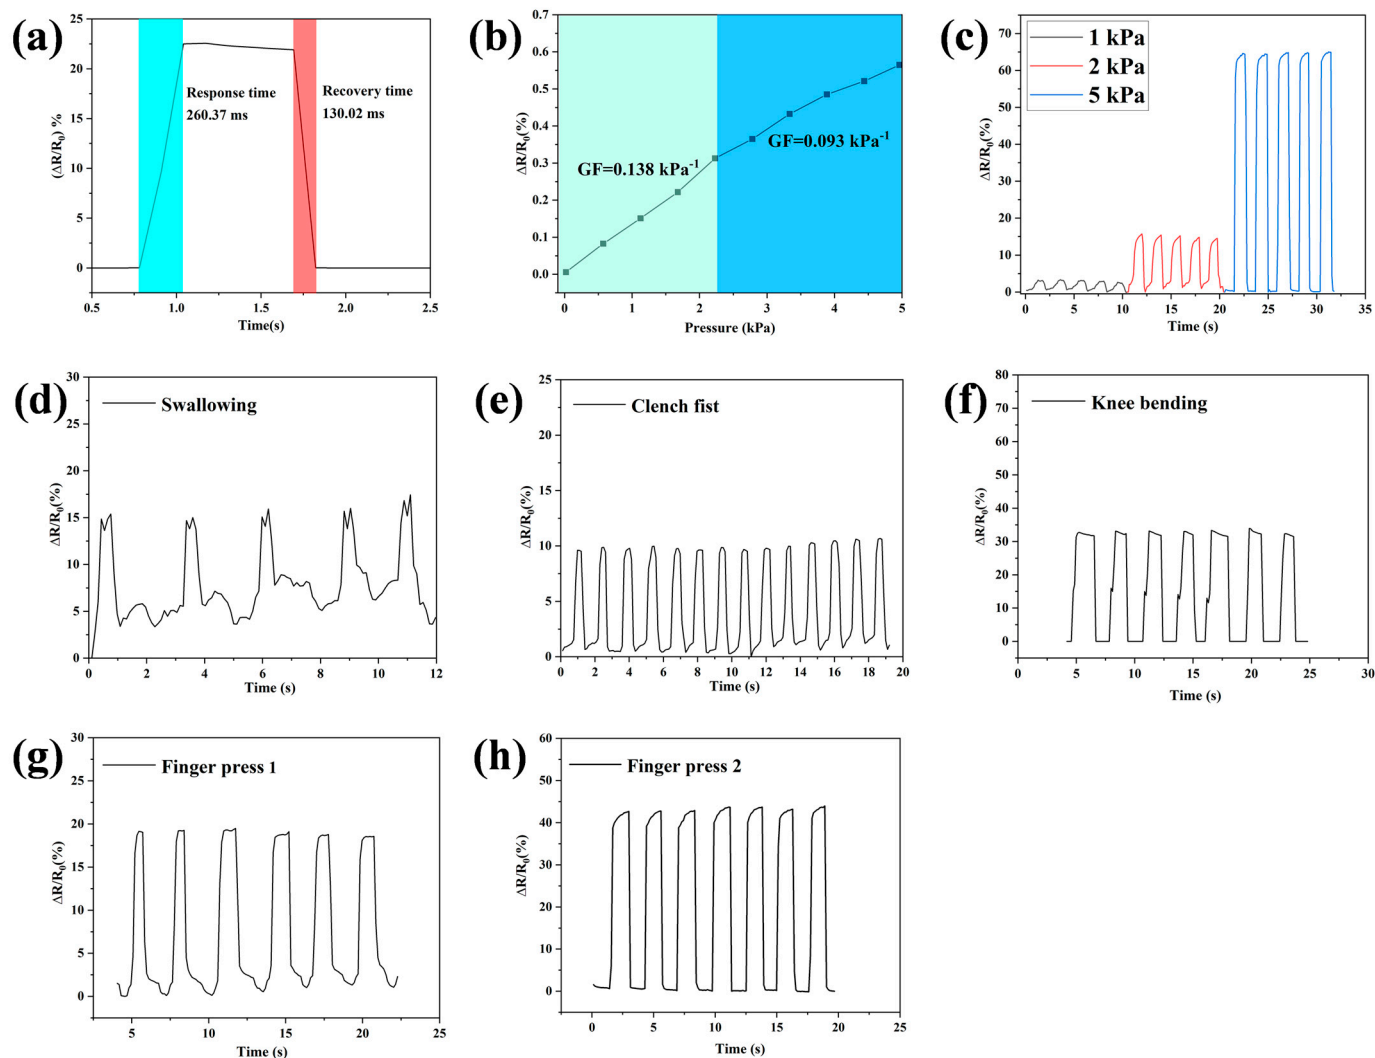 (a)
(ΔR/R₀) %
25
20
15
10
5
0
Response time
260.37 ms
Recovery time
130.02 ms
0.5 1.0 1.5 2.0 2.5
Time(s)
(b)
ΔR/R₀(%)
0.7
0.6
0.5
0.4
0.3
0.2
0.1
0.0
GF=0.138 kPa⁻¹
GF=0.093 kPa⁻¹
0 1 2 3 4 5
Pressure (kPa)
(c)
ΔR/R₀(%)
70
65
60
55
50
45
40
35
30
25
20
15
10
5
0
1 kPa
2 kPa
5 kPa
0 5 10 15 20 25 30 35
Time (s)
(d)
ΔR/R₀(%)
30
25
20
15
10
5
0
Swallowing
0 2 4 6 8 10 12
Time (s)
(e)
ΔR/R₀(%)
25
20
15
10
5
0
Clench fist
0 2 4 6 8 10 12 14 16 18 20
Time (s)
(f)
ΔR/R₀(%)
80
70
60
50
40
30
20
10
0
Knee bending
5 10 15 20 25 30
Time (s)
(g)
ΔR/R₀(%)
30
25
20
15
10
5
0
Finger press 1
5 10 15 20 25
Time (s)
(h)
ΔR/R₀(%)
60
50
40
30
20
10
0
Finger press 2
0 5 10 15 20 25
Time (s)